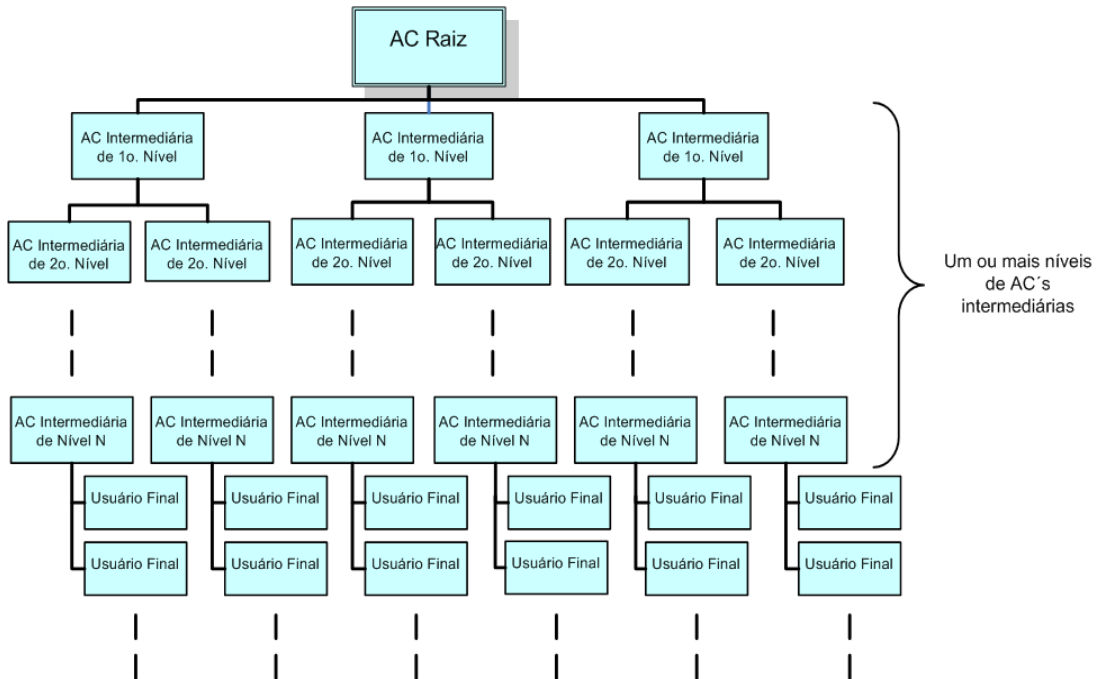 AC Raiz
AC Intermediária
de 1o. Nível
AC Intermediária
de 1o. Nível
AC Intermediária
de 1o. Nível
AC Intermediária
de 2o. Nível
AC Intermediária
de 2o. Nível
AC Intermediária
de 2o. Nível
AC Intermediária
de 2o. Nível
AC Intermediária
de 2o. Nível
AC Intermediária
de 2o. Nível
Um ou mais níveis
de AC´s
intermediárias
AC Intermediária
de Nível N
AC Intermediária
de Nível N
AC Intermediária
de Nível N
AC Intermediária
de Nível N
AC Intermediária
de Nível N
AC Intermediária
de Nível N
Usuário Final
Usuário Final
Usuário Final
Usuário Final
Usuário Final
Usuário Final
Usuário Final
Usuário Final
Usuário Final
Usuário Final
Usuário Final
Usuário Final